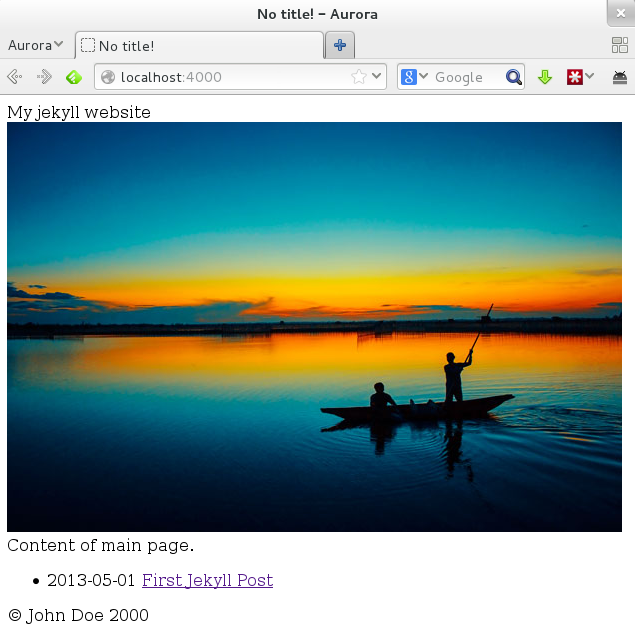 No title! - Aurora
Aurora
No title!
localhost:4000
Google
My jekyll website
Content of main page.
• 2013-05-01 First Jekyll Post
© John Doe 2000